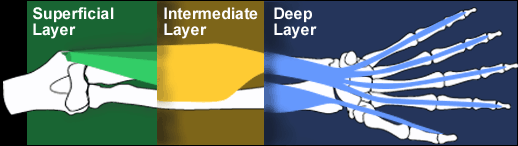 Superficial
Layer
Intermediate
Layer
Deep
Layer